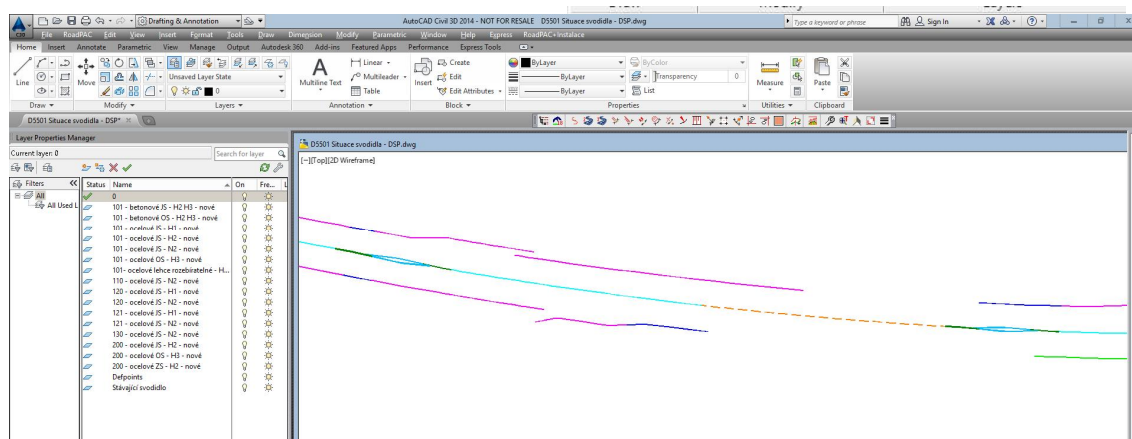 AutoCAD Civil 3D 2014 - NOT FOR RESALE D5501 Situace svodidla - DSP.dwg
Drafting & Annotation
Type a keyword or phrase
Sign In
C3D
File RoadPAC Edit View Insert Format Tools Draw Dimension Modify Parametric Window Help Express RoadPAC+Instalace
Home Insert Annotate Parametric View Manage Output Autodesk 360 Add-ins Featured Apps Performance Express Tools
Line
Move
Unsaved Layer State
0
Multiline Text
Linear
Multileader
Table
Insert
Create
Edit
Edit Attributes
ByLayer
ByLayer
ByLayer
ByColor
Transparency 0
List
Measure
Paste
Draw Modify Layers Annotation Block Properties Utilities Clipboard
D5501 Situace svodidla - DSP*
Layer Properties Manager
Current layer: 0
Search for layer
Filters
All
All Used L
Status Name On Fre... L
0
101 - betonové JS - H2 H3 - nové
101 - betonové OS - H2 H3 - nové
101 - ocelové JS - H1 - nové
101 - ocelové JS - H2 - nové
101 - ocelové JS - N2 - nové
101 - ocelové OS - H3 - nové
101- ocelové lehce rozebíratelné - H...
110 - ocelové JS - N2 - nové
120 - ocelové JS - H1 - nové
120 - ocelové JS - N2 - nové
121 - ocelové JS - H1 - nové
121 - ocelové JS - N2 - nové
130 - ocelové JS - N2 - nové
200 - ocelové JS - H2 - nové
200 - ocelové OS - H3 - nové
200 - ocelové ZS - H2 - nové
Defpoints
Stávající svodidlo
D5501 Situace svodidla - DSP.dwg
[−][Top][2D Wireframe]